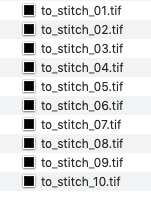 to_stitch_01.tif
to_stitch_02.tif
to_stitch_03.tif
to_stitch_04.tif
to_stitch_05.tif
to_stitch_06.tif
to_stitch_07.tif
to_stitch_08.tif
to_stitch_09.tif
to_stitch_10.tif